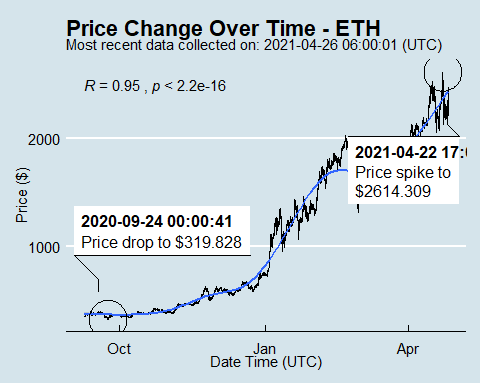 Price Change Over Time - ETH
Most recent data collected on: 2021-04-26 06:00:01 (UTC)
R = 0.95 , p < 2.2e-16
Price ($)
2000
1000
2021-04-22 17:
Price spike to
$2614.309
2020-09-24 00:00:41
Price drop to $319.828
Oct
Jan
Apr
Date Time (UTC)